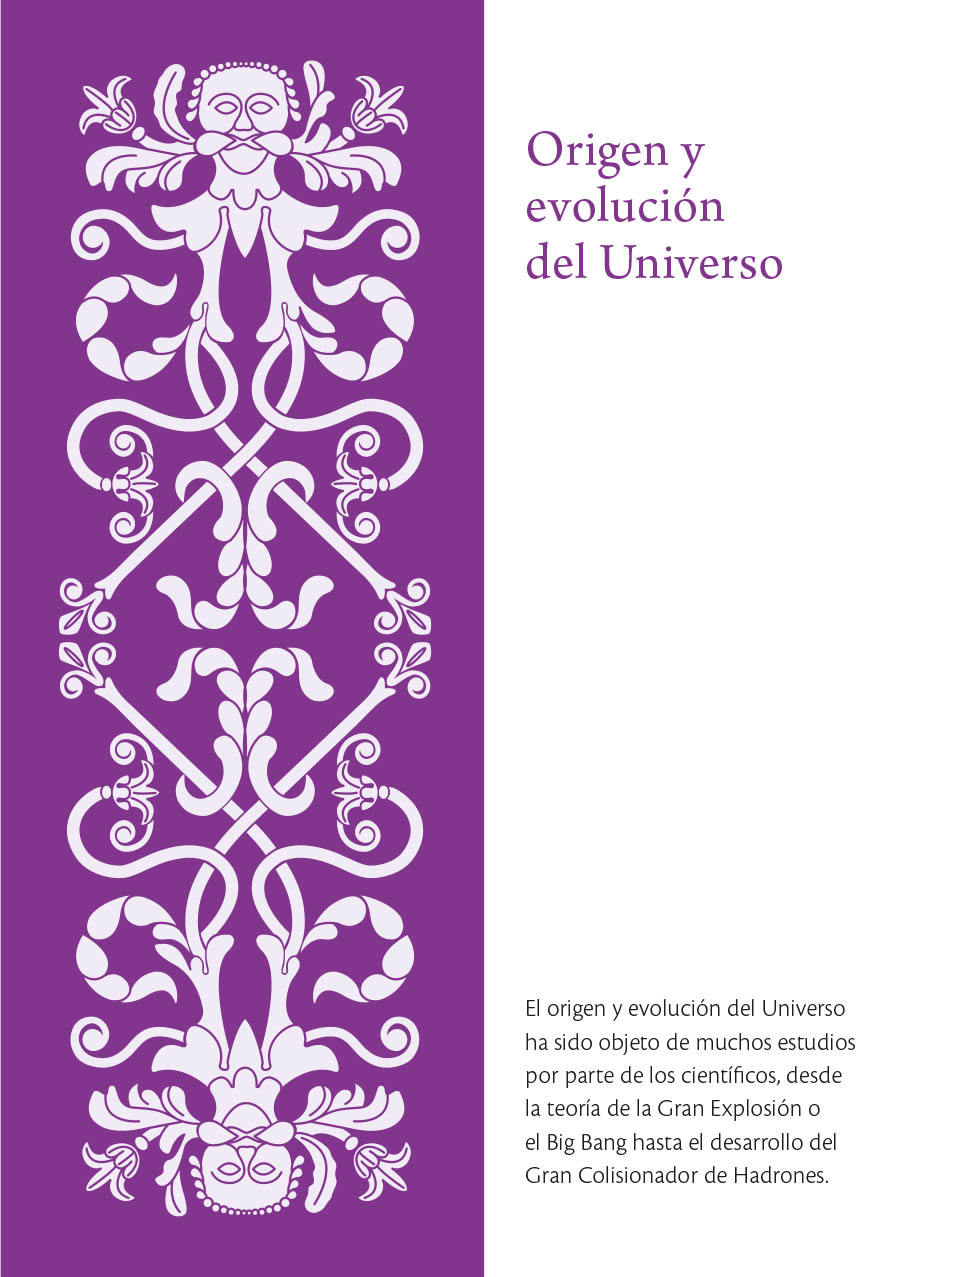 Origen y
evolución
del Universo
El origen y evolución del Universo
ha sido objeto de muchos estudios
por parte de los científicos, desde
la teoría de la Gran Explosión o
el Big Bang hasta el desarrollo del
Gran Colisionador de Hadrones.